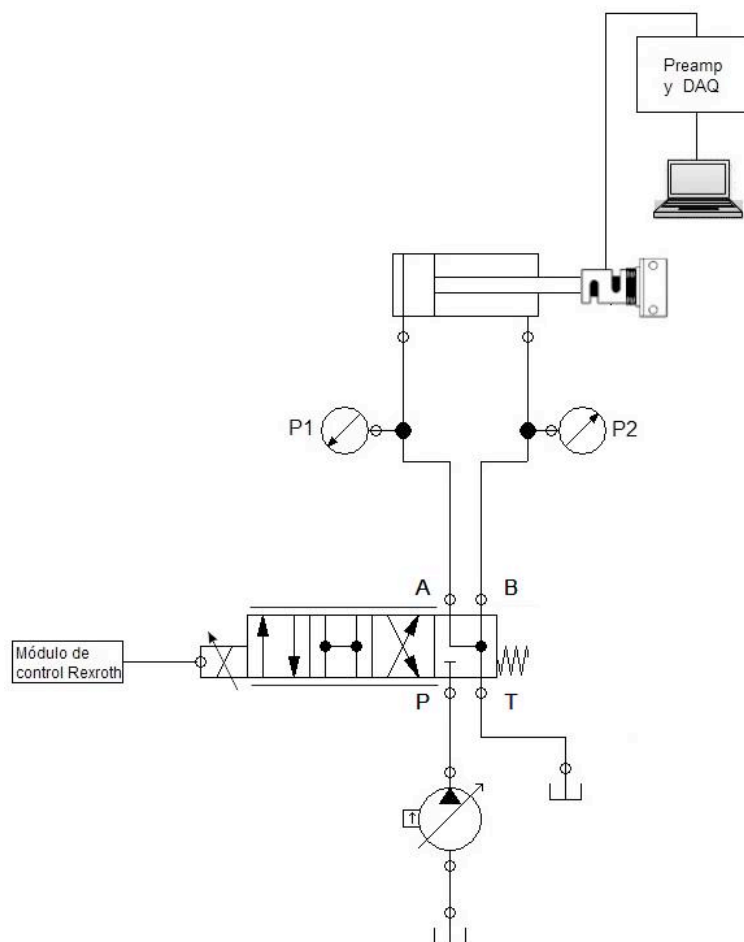 Preamp
y DAQ
P1
P2
A
B
Módulo de
control Rexroth
P
T